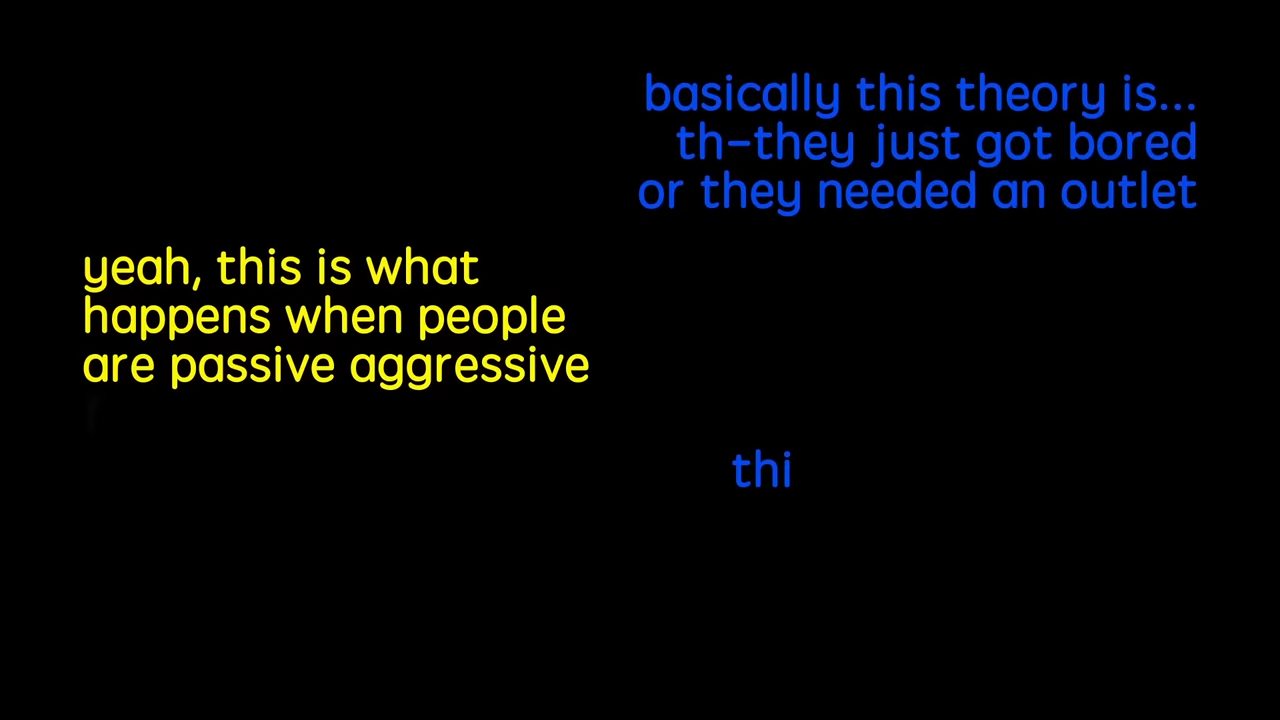 basically this theory is...
th-they just got bored
or they needed an outlet
yeah, this is what
happens when people
are passive aggressive
thi